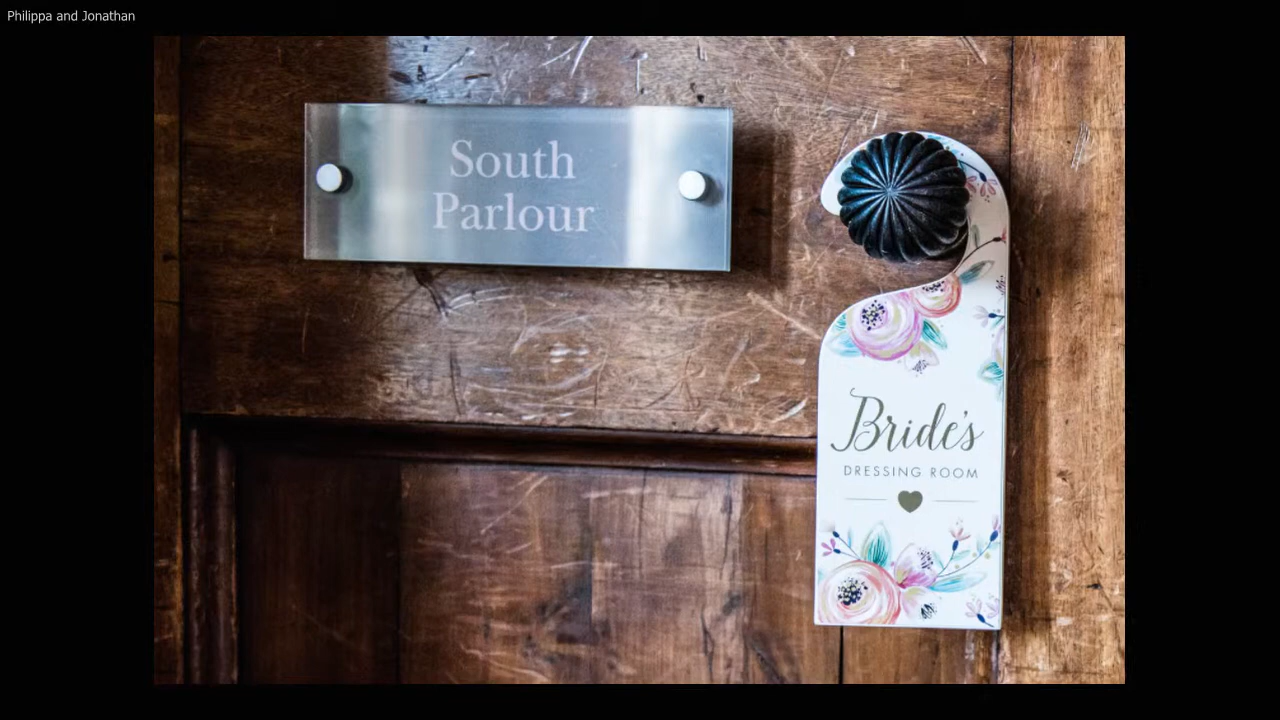 Philippa and Jonathan
South
Parlour
Bride's
DRESSING ROOM